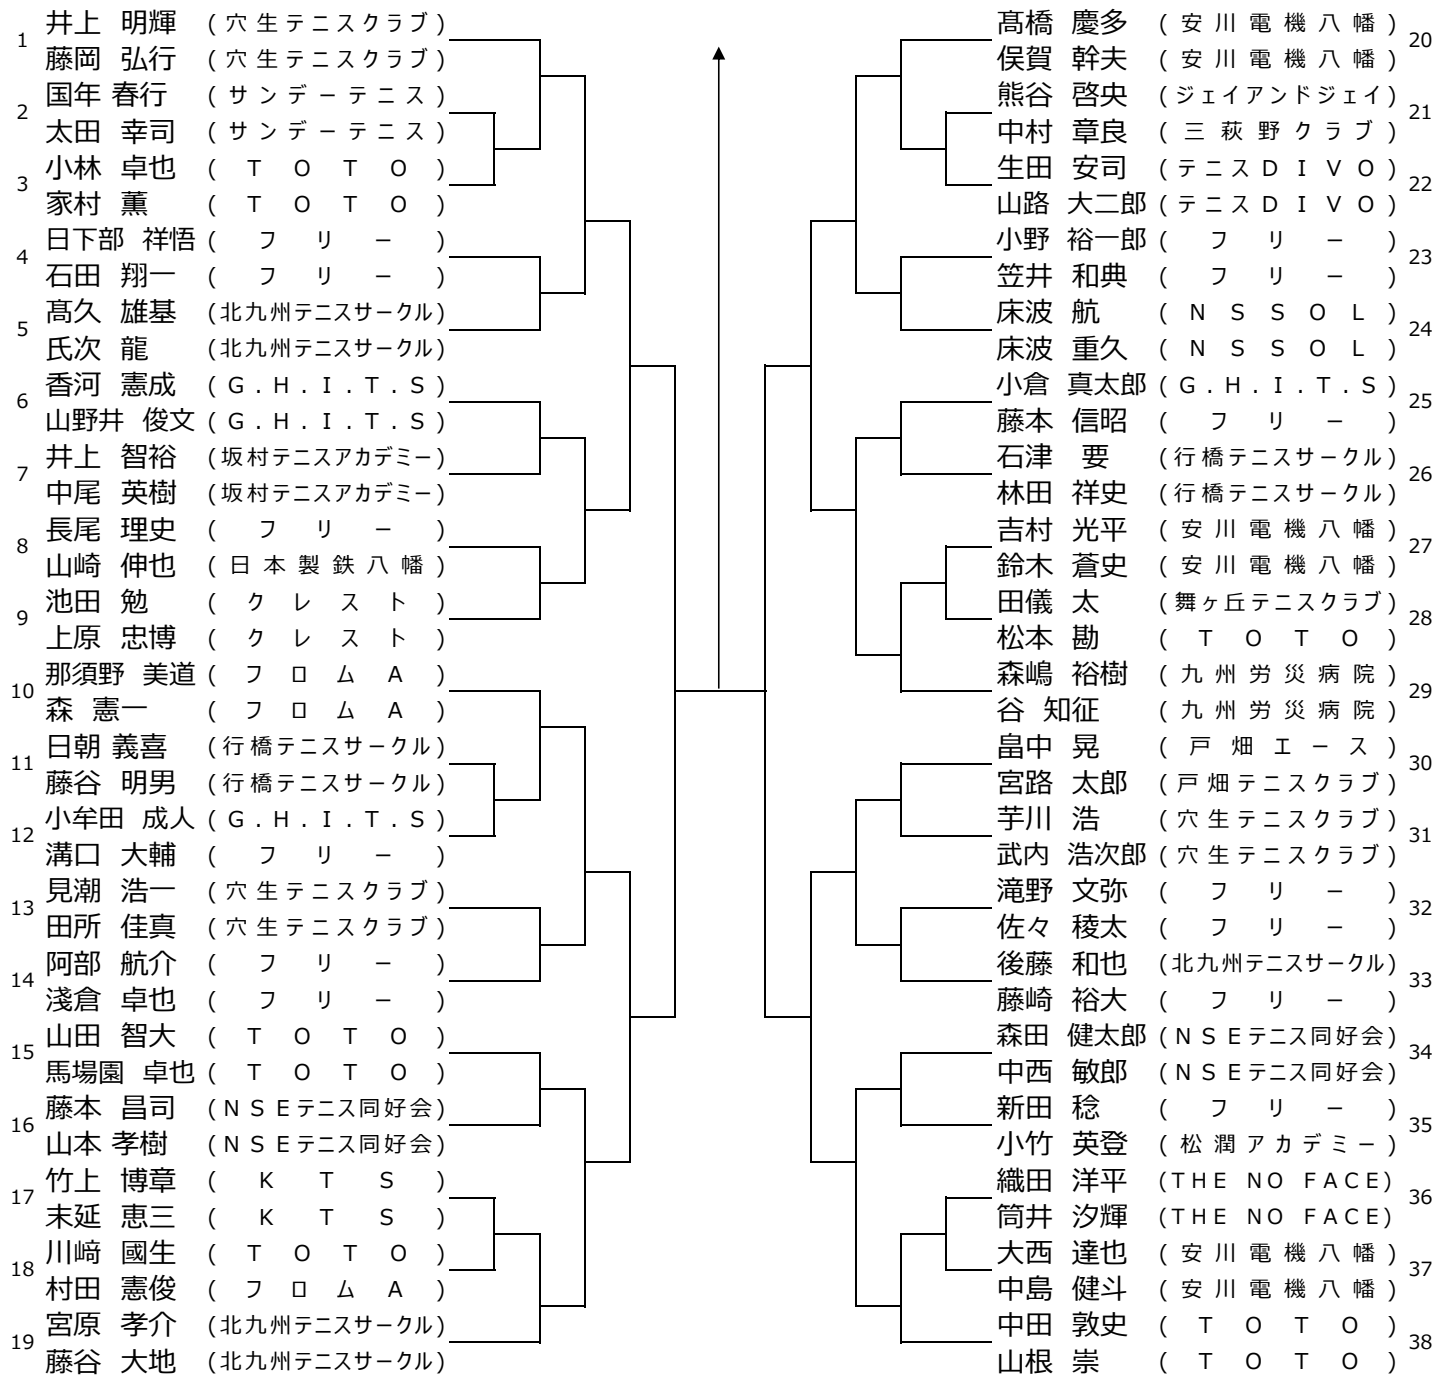 1 井上 明輝 (穴生テニスクラブ)
藤岡 弘行 (穴生テニスクラブ)
2 国年 春行 (サンデーテニス)
太田 幸司 (サンデーテニス)
3 小林 卓也 (TOTO)
家村 薫 (TOTO)
4 日下部 祥悟 (フリー)
石田 翔一 (フリー)
5 髙久 雄基 (北九州テニスサークル)
氏次 龍 (北九州テニスサークル)
6 香河 憲成 (G.H.I.T.S)
山野井 俊文 (G.H.I.T.S)
7 井上 智裕 (坂村テニスアカデミー)
中尾 英樹 (坂村テニスアカデミー)
8 長尾 理史 (フリー)
山崎 伸也 (日本製鉄八幡)
9 池田 勉 (クレスト)
上原 忠博 (クレスト)
10 那須野 美道 (フロムA)
森 憲一 (フロムA)
11 日朝 義喜 (行橋テニスサークル)
藤谷 明男 (行橋テニスサークル)
12 小牟田 成人 (G.H.I.T.S)
溝口 大輔 (フリー)
13 見潮 浩一 (穴生テニスクラブ)
田所 佳真 (穴生テニスクラブ)
14 阿部 航介 (フリー)
淺倉 卓也 (フリー)
15 山田 智大 (TOTO)
馬場園 卓也 (TOTO)
16 藤本 昌司 (NSEテニス同好会)
山本 孝樹 (NSEテニス同好会)
17 竹上 博章 (KTS)
末延 恵三 (KTS)
18 川﨑 國生 (TOTO)
村田 憲俊 (フロムA)
19 宮原 孝介 (北九州テニスサークル)
藤谷 大地 (北九州テニスサークル)
髙橋 慶多 (安川電機八幡) 20
俣賀 幹夫 (安川電機八幡)
熊谷 啓央 (ジェイアンドジェイ) 21
中村 章良 (三萩野クラブ)
生田 安司 (テニスDIVO) 22
山路 大二郎 (テニスDIVO)
小野 裕一郎 (フリー) 23
笠井 和典 (フリー)
床波 航 (NSSOL) 24
床波 重久 (NSSOL)
小倉 真太郎 (G.H.I.T.S) 25
藤本 信昭 (フリー)
石津 要 (行橋テニスサークル) 26
林田 祥史 (行橋テニスサークル)
吉村 光平 (安川電機八幡) 27
鈴木 蒼史 (安川電機八幡)
田儀 太 (舞ヶ丘テニスクラブ) 28
松本 勘 (TOTO)
森嶋 裕樹 (九州労災病院) 29
谷 知征 (九州労災病院)
畠中 晃 (戸畑エース) 30
宮路 太郎 (戸畑テニスクラブ)
芋川 浩 (穴生テニスクラブ) 31
武内 浩次郎 (穴生テニスクラブ)
滝野 文弥 (フリー) 32
佐々 稜太 (フリー)
後藤 和也 (北九州テニスサークル) 33
藤崎 裕大 (フリー)
森田 健太郎 (NSEテニス同好会) 34
中西 敏郎 (NSEテニス同好会)
新田 稔 (フリー) 35
小竹 英登 (松潤アカデミー)
織田 洋平 (THE NO FACE) 36
筒井 汐輝 (THE NO FACE)
大西 達也 (安川電機八幡) 37
中島 健斗 (安川電機八幡)
中田 敦史 (TOTO) 38
山根 崇 (TOTO)